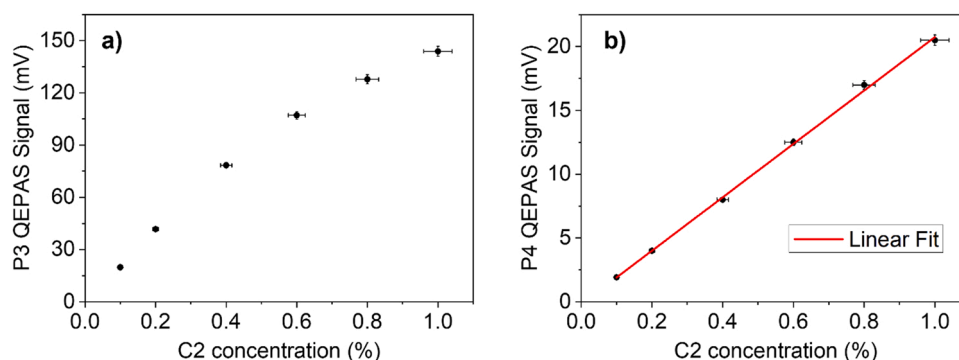 a)
P3 QEPAS Signal (mV)
150
120
90
60
30
0
0.0 0.2 0.4 0.6 0.8 1.0
C2 concentration (%)
b)
P4 QEPAS Signal (mV)
20
15
10
5
0
Linear Fit
0.0 0.2 0.4 0.6 0.8 1.0
C2 concentration (%)